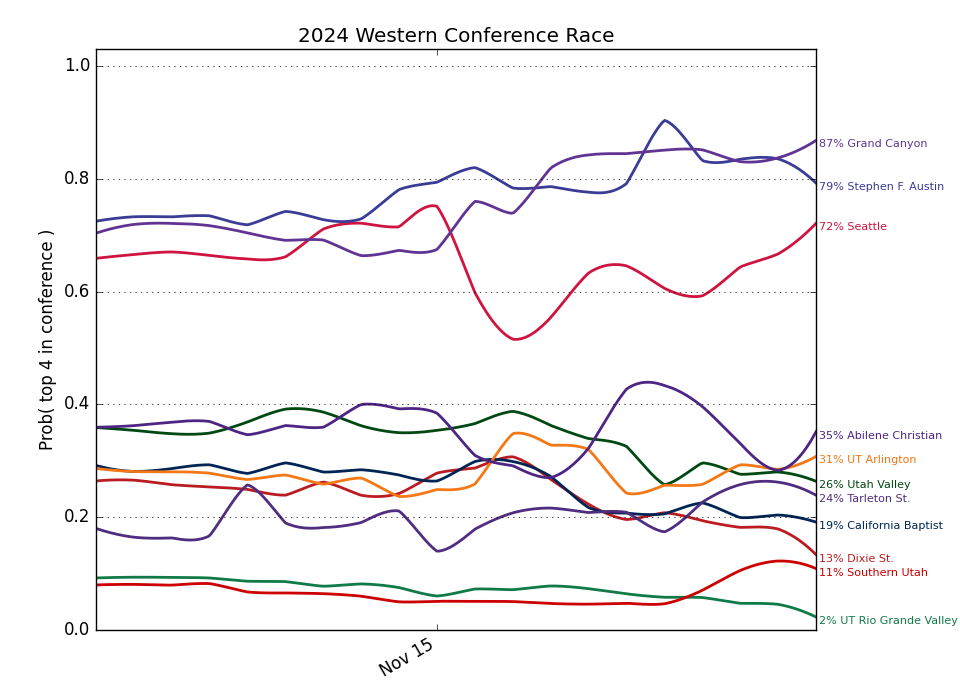 2024 Western Conference Race
Prob( top 4 in conference )
1.0
0.8
0.6
0.4
0.2
0.0
Nov 15
87% Grand Canyon
79% Stephen F. Austin
72% Seattle
35% Abilene Christian
31% UT Arlington
26% Utah Valley
24% Tarleton St.
19% California Baptist
13% Dixie St.
11% Southern Utah
2% UT Rio Grande Valley